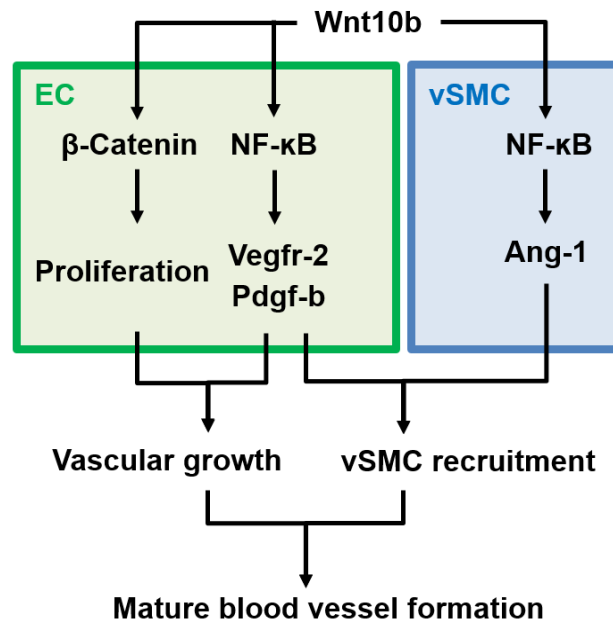 Wnt10b
EC
vSMC
β-Catenin
NF-κB
NF-κB
Proliferation
Vegfr-2
Pdgf-b
Ang-1
Vascular growth
vSMC recruitment
Mature blood vessel formation